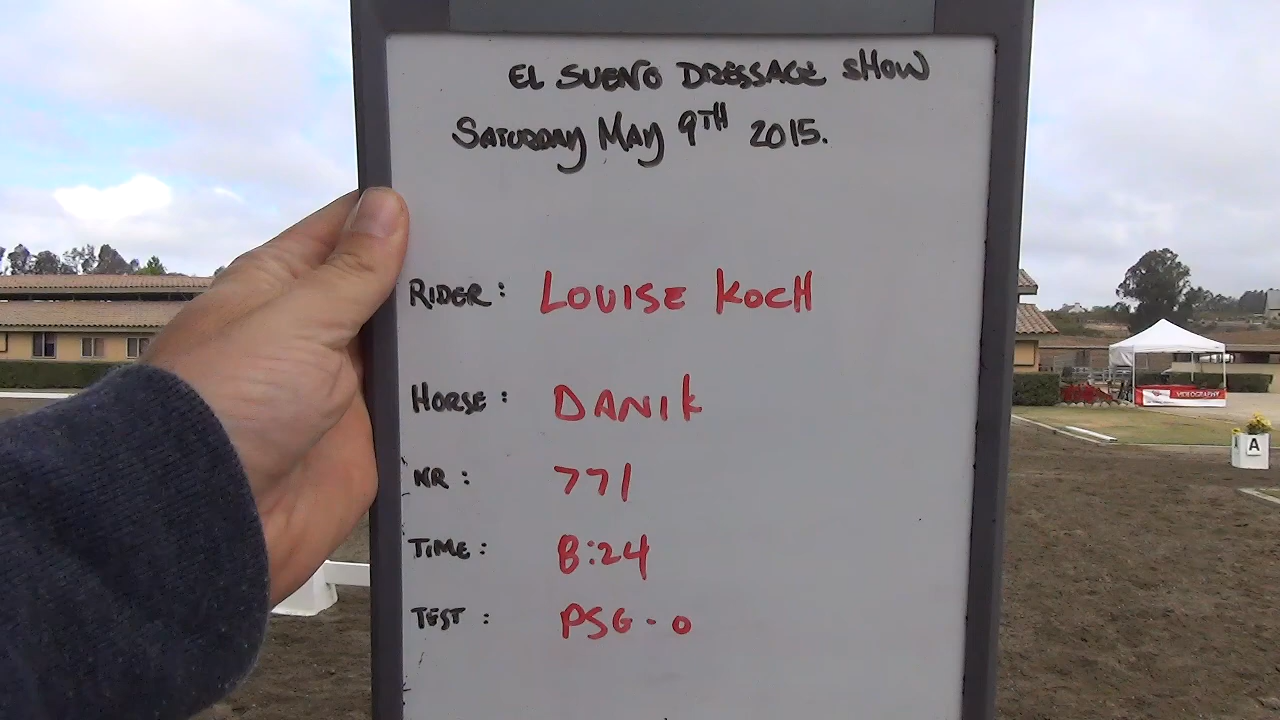 EL SUENO DRESSAGE SHOW
SATURDAY MAY 9TH 2015.
RIDER: LOUISE KOCH
HORSE: DANIK
NR: 771
TIME: 8:24
TEST: PSG-O
VIDEOGRAPHY
A